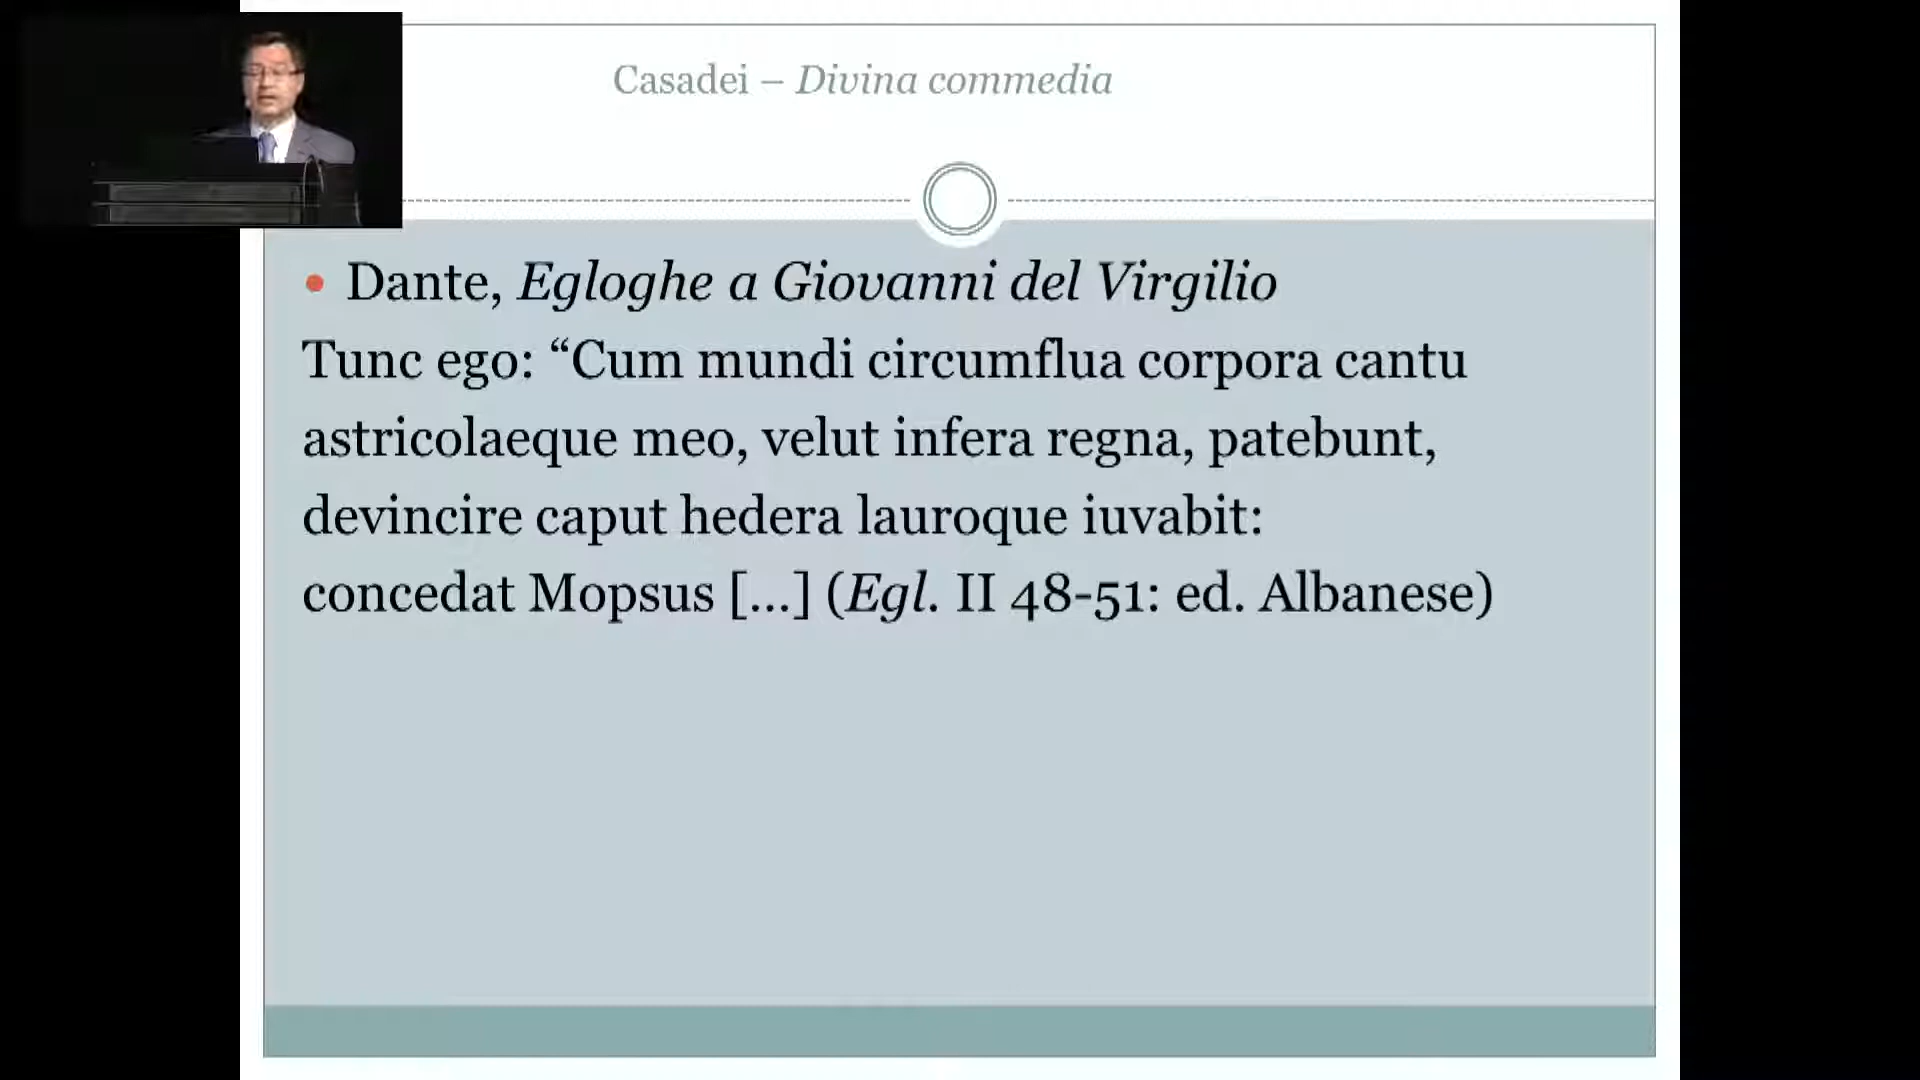 Casadei – Divina commedia
• Dante, Egloghe a Giovanni del Virgilio
Tunc ego: “Cum mundi circumflua corpora cantu
astricolaeque meo, velut infera regna, patebunt,
devincire caput hedera lauroque iuvabit:
concedat Mopsus [...] (Egl. II 48-51: ed. Albanese)